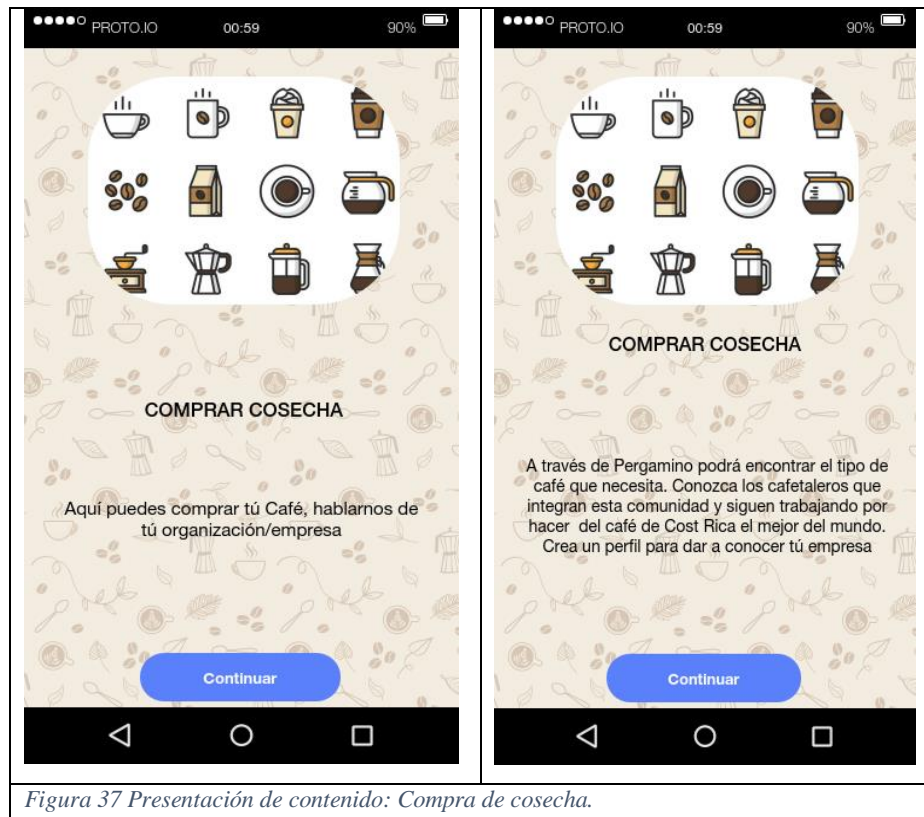 PROTO.IO 00:59 90%
COMPRAR COSECHA
Aquí puedes comprar tú Café, hablarnos de
tú organización/empresa
Continuar
PROTO.IO 00:59 90%
COMPRAR COSECHA
A través de Pergamino podrá encontrar el tipo de
café que necesita. Conozca los cafetaleros que
integran esta comunidad y siguen trabajando por
hacer del café de Cost Rica el mejor del mundo.
Crea un perfil para dar a conocer tú empresa
Continuar
Figura 37 Presentación de contenido: Compra de cosecha.